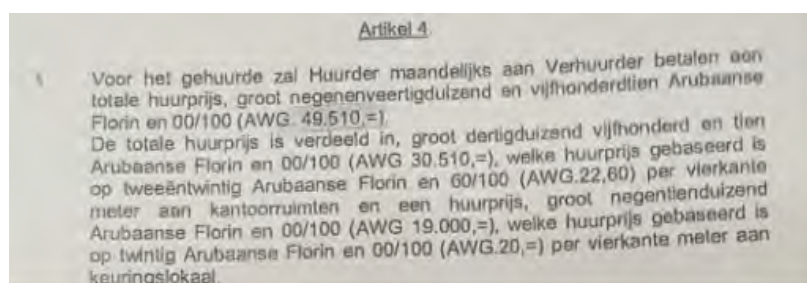 Artikel 4.
Voor het gehuurde zal Huurder maandelijks aan Verhuurder betalen een
totale huurprijs, groot negenenveertigduizend en vijfhonderdtien Arubaanse
Florin en 00/100 (AWG. 49.510,=)
De totale huurprijs is verdeeld in, groot dertigduizend vijfhonderd en tien
Arubaanse Florin en 00/100 (AWG 30.510,=), welke huurprijs gebaseerd is
op tweeëntwintig Arubaanse Florin en 60/100 (AWG.22,60) per vierkante
meter aan kantoorruimten en een huurprijs, groot negentienduizend
Arubaanse Florin en 00/100 (AWG 19.000,=), welke huurprijs gebaseerd is
op twintig Arubaanse Florin en 00/100 (AWG.20,=) per vierkante meter aan
keuringslokaal.